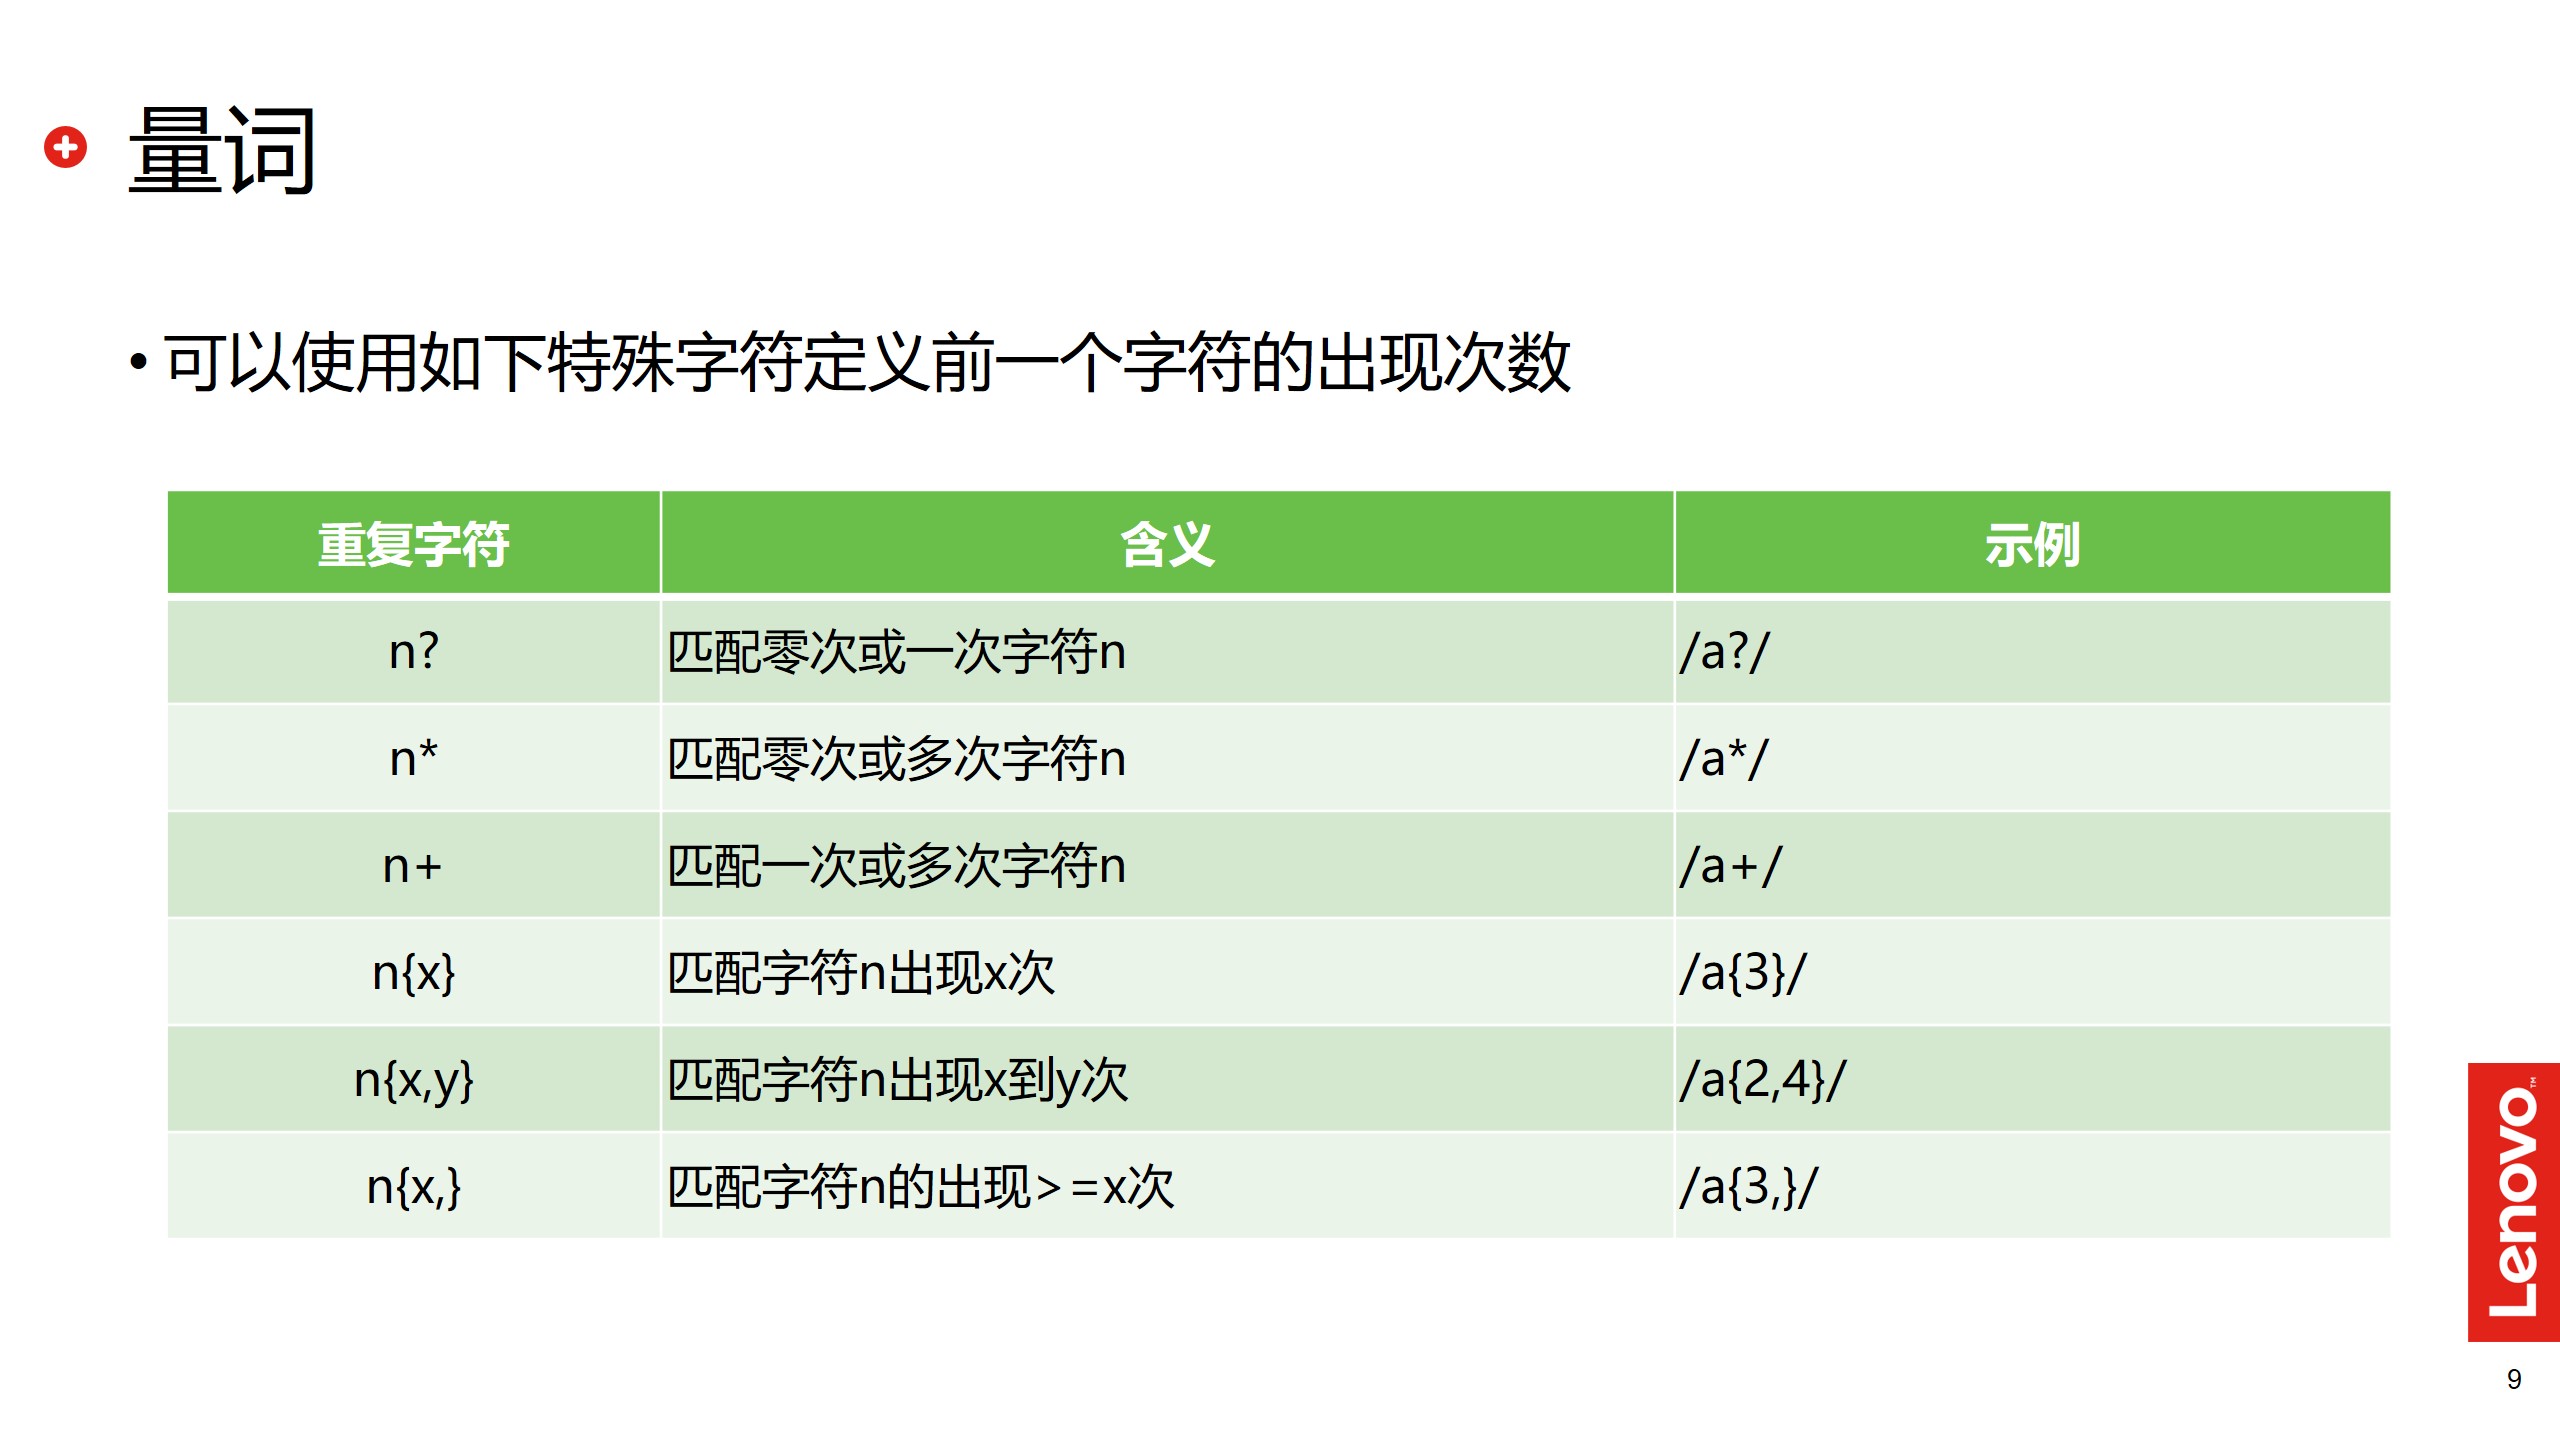 量词
• 可以使用如下特殊字符定义前一个字符的出现次数
重复字符 含义 示例
n? 匹配零次或一次字符n /a?/
n* 匹配零次或多次字符n /a*/
n+ 匹配一次或多次字符n /a+/
n{x} 匹配字符n出现x次 /a{3}/
n{x,y} 匹配字符n出现x到y次 /a{2,4}/
n{x,} 匹配字符n的出现>=x次 /a{3,}/
Lenovo™
9